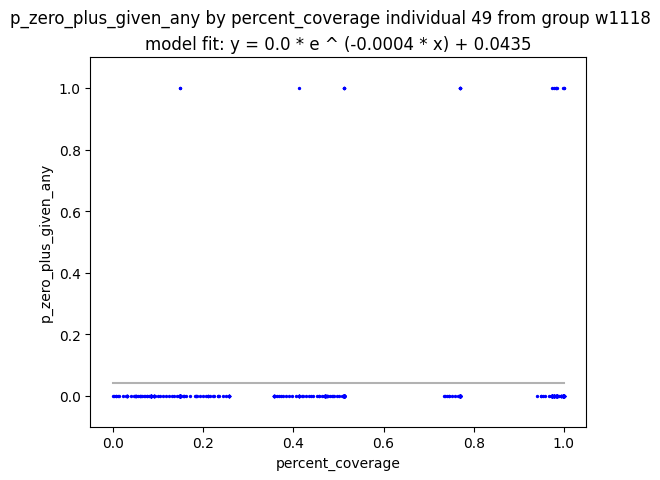 p_zero_plus_given_any by percent_coverage individual 49 from group w1118
model fit: y = 0.0 * e ^ (-0.0004 * x) + 0.0435
1.0
0.8
0.6
0.4
0.2
0.0
p_zero_plus_given_any
0.0 0.2 0.4 0.6 0.8 1.0
percent_coverage